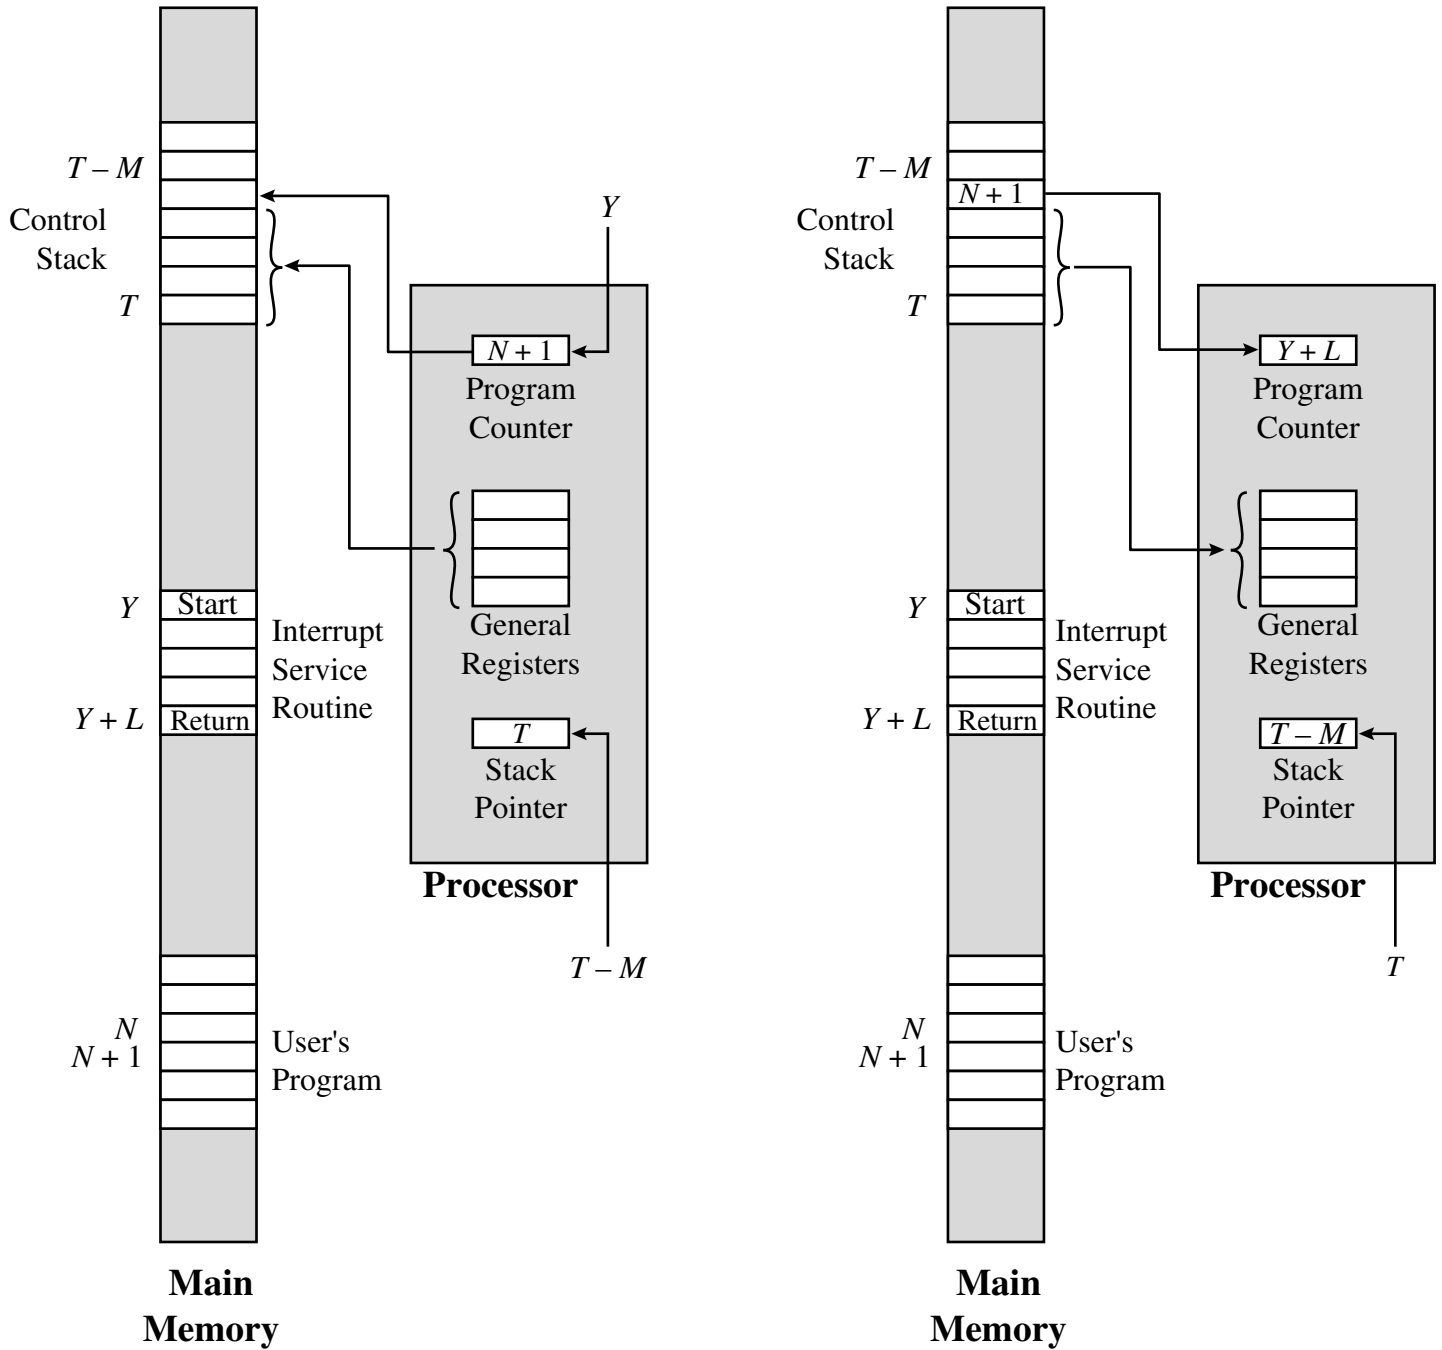 T – M
Control
Stack
T
Y
N + 1
Program
Counter
General
Registers
T
Stack
Pointer
Processor
T – M
Y
Start
Interrupt
Service
Routine
Y + L
Return
N
N + 1
User's
Program
Main
Memory
T – M
N + 1
Control
Stack
T
Y + L
Program
Counter
General
Registers
T – M
Stack
Pointer
Processor
T
Y
Start
Interrupt
Service
Routine
Y + L
Return
N
N + 1
User's
Program
Main
Memory